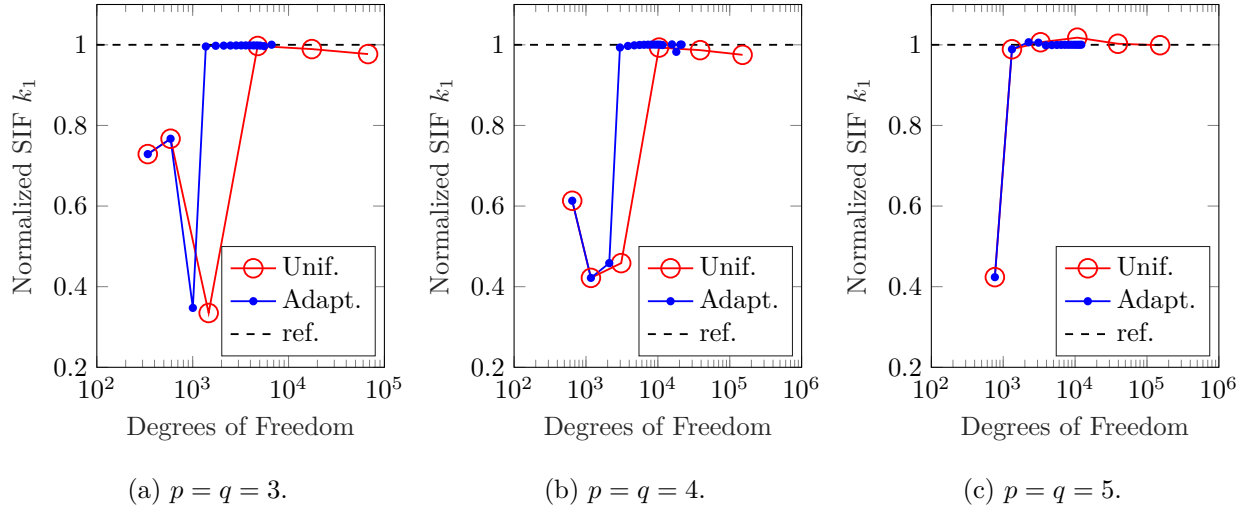 1
0.8
0.6
0.4
0.2
10^2
10^3
10^4
10^5
Normalized SIF k_1
Degrees of Freedom
Unif.
Adapt.
ref.
(a) p = q = 3.
1
0.8
0.6
0.4
0.2
10^2
10^3
10^4
10^5
10^6
Normalized SIF k_1
Degrees of Freedom
Unif.
Adapt.
ref.
(b) p = q = 4.
1
0.8
0.6
0.4
0.2
10^2
10^3
10^4
10^5
10^6
Normalized SIF k_1
Degrees of Freedom
Unif.
Adapt.
ref.
(c) p = q = 5.